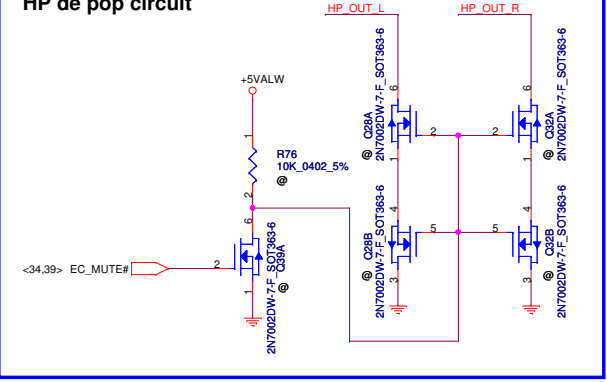 HP de pop circuit
HP_OUT_L
HP_OUT_R
+5VALW
1
R76
10K_0402_5%
@
2
6
2
1
2N7002DW-7-F_SOT363-6
Q39A
@
<34,39> EC_MUTE#
6
2
1
Q28A
2N7002DW-7-F_SOT363-6
@
6
2
1
Q32A
2N7002DW-7-F_SOT363-6
@
4
5
3
Q28B
2N7002DW-7-F_SOT363-6
@
4
5
3
Q32B
2N7002DW-7-F_SOT363-6
@